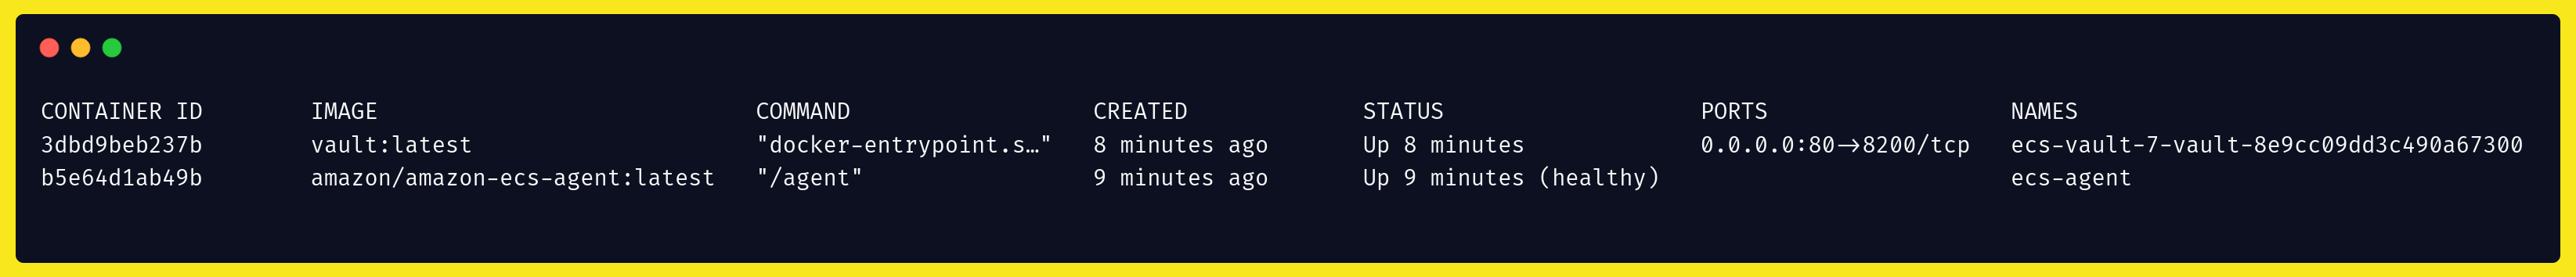 CONTAINER ID        IMAGE                            COMMAND                  CREATED             STATUS                   PORTS                  NAMES
3dbd9beb237b        vault:latest                     "docker-entrypoint.s…"   8 minutes ago       Up 8 minutes             0.0.0.0:80->8200/tcp   ecs-vault-7-vault-8e9cc09dd3c490a67300
b5e64d1ab49b        amazon/amazon-ecs-agent:latest   "/agent"                 9 minutes ago       Up 9 minutes (healthy)                          ecs-agent